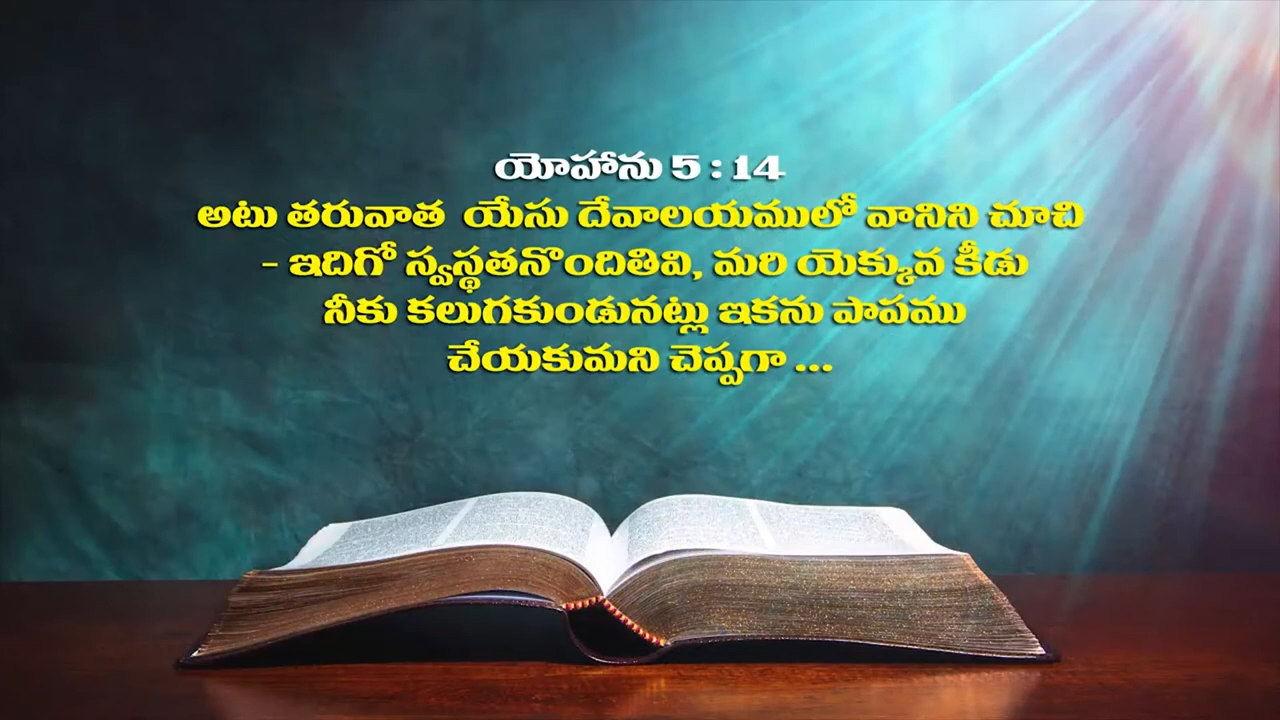 యోహాను 5 : 14
అటు తరువాత యేసు దేవాలయములో వానిని చూచి
- ఇదిగో స్వస్థతనొందితివి, మరి యెక్కువ కీడు
నీకు కలుగకుండునట్లు ఇకను పాపము
చేయకుమని చెప్పగా ...